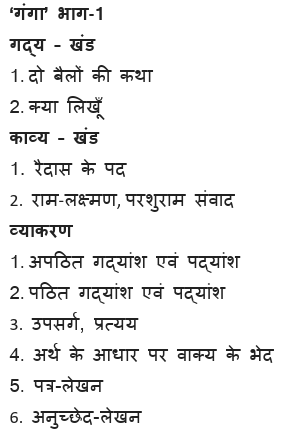 ‘गंगा’ भाग-1
गद्य - खंड
1. दो बैलों की कथा
2. क्या लिखूँ
काव्य - खंड
1. रैदास के पद
2. राम-लक्ष्मण, परशुराम संवाद
व्याकरण
1. अपठित गद्यांश एवं पद्यांश
2. पठित गद्यांश एवं पद्यांश
3. उपसर्ग, प्रत्यय
4. अर्थ के आधार पर वाक्य के भेद
5. पत्र-लेखन
6. अनुच्छेद-लेखन